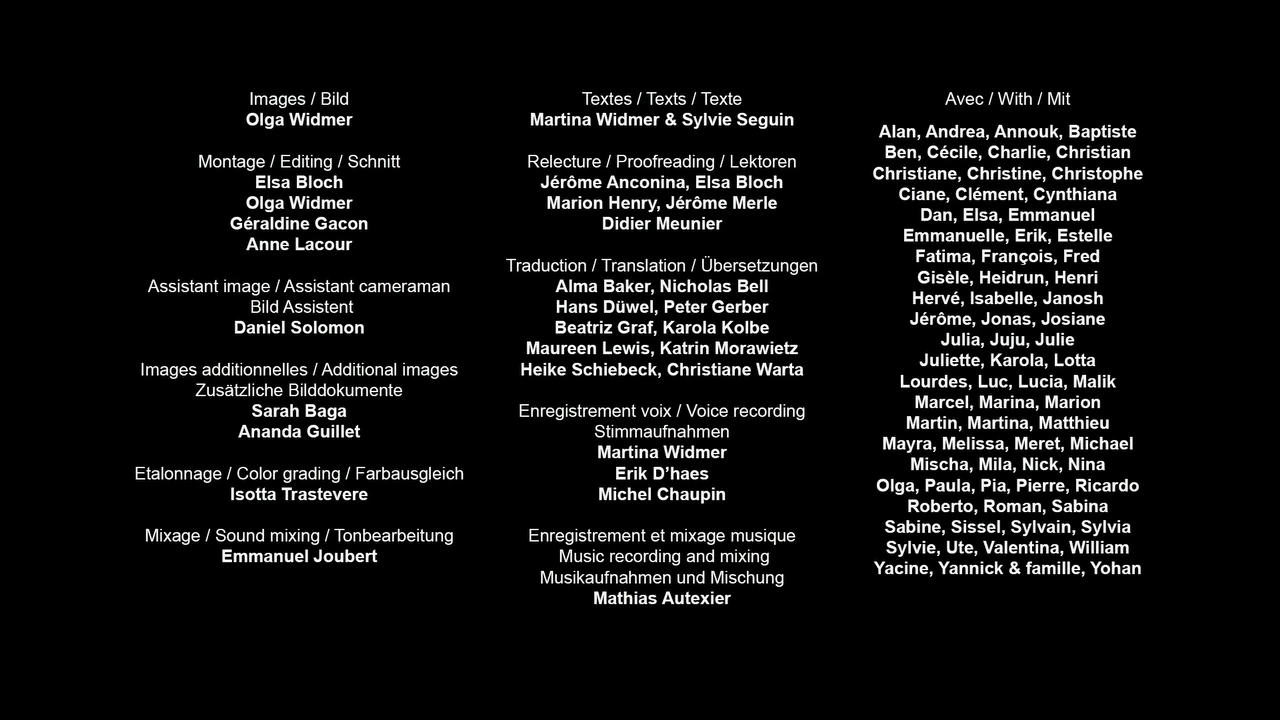 Images / Bild
Olga Widmer
Montage / Editing / Schnitt
Elsa Bloch
Olga Widmer
Géraldine Gacon
Anne Lacour
Assistant image / Assistant cameraman
Bild Assistent
Daniel Solomon
Images additionnelles / Additional images
Zusätzliche Bilddokumente
Sarah Baga
Ananda Guillet
Etalonnage / Color grading / Farbausgleich
Isotta Trastevere
Mixage / Sound mixing / Tonbearbeitung
Emmanuel Joubert
Textes / Texts / Texte
Martina Widmer & Sylvie Seguin
Relecture / Proofreading / Lektoren
Jérôme Anconina, Elsa Bloch
Marion Henry, Jérôme Merle
Didier Meunier
Traduction / Translation / Übersetzungen
Alma Baker, Nicholas Bell
Hans Düwel, Peter Gerber
Beatriz Graf, Karola Kolbe
Maureen Lewis, Katrin Morawietz
Heike Schiebeck, Christiane Warta
Enregistrement voix / Voice recording
Stimmaufnahmen
Martina Widmer
Erik D’haes
Michel Chaupin
Enregistrement et mixage musique
Music recording and mixing
Musikaufnahmen und Mischung
Mathias Autexier
Avec / With / Mit
Alan, Andrea, Annouk, Baptiste
Ben, Cécile, Charlie, Christian
Christiane, Christine, Christophe
Ciane, Clément, Cynthiana
Dan, Elsa, Emmanuel
Emmanuelle, Erik, Estelle
Fatima, François, Fred
Gisèle, Heidrun, Henri
Hervé, Isabelle, Janosh
Jérôme, Jonas, Josiane
Julia, Juju, Julie
Juliette, Karola, Lotta
Lourdes, Luc, Lucia, Malik
Marcel, Marina, Marion
Martin, Martina, Matthieu
Mayra, Melissa, Meret, Michael
Mischa, Mila, Nick, Nina
Olga, Paula, Pia, Pierre, Ricardo
Roberto, Roman, Sabina
Sabine, Sissel, Sylvain, Sylvia
Sylvie, Ute, Valentina, William
Yacine, Yannick & famille, Yohan